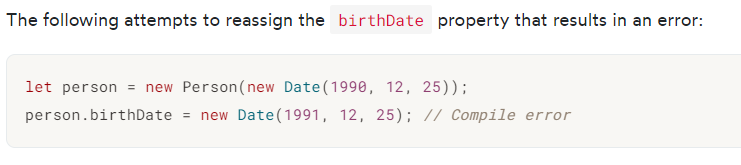 The following attempts to reassign the birthDate property that results in an error:
let person = new Person(new Date(1990, 12, 25));
person.birthDate = new Date(1991, 12, 25); // Compile error